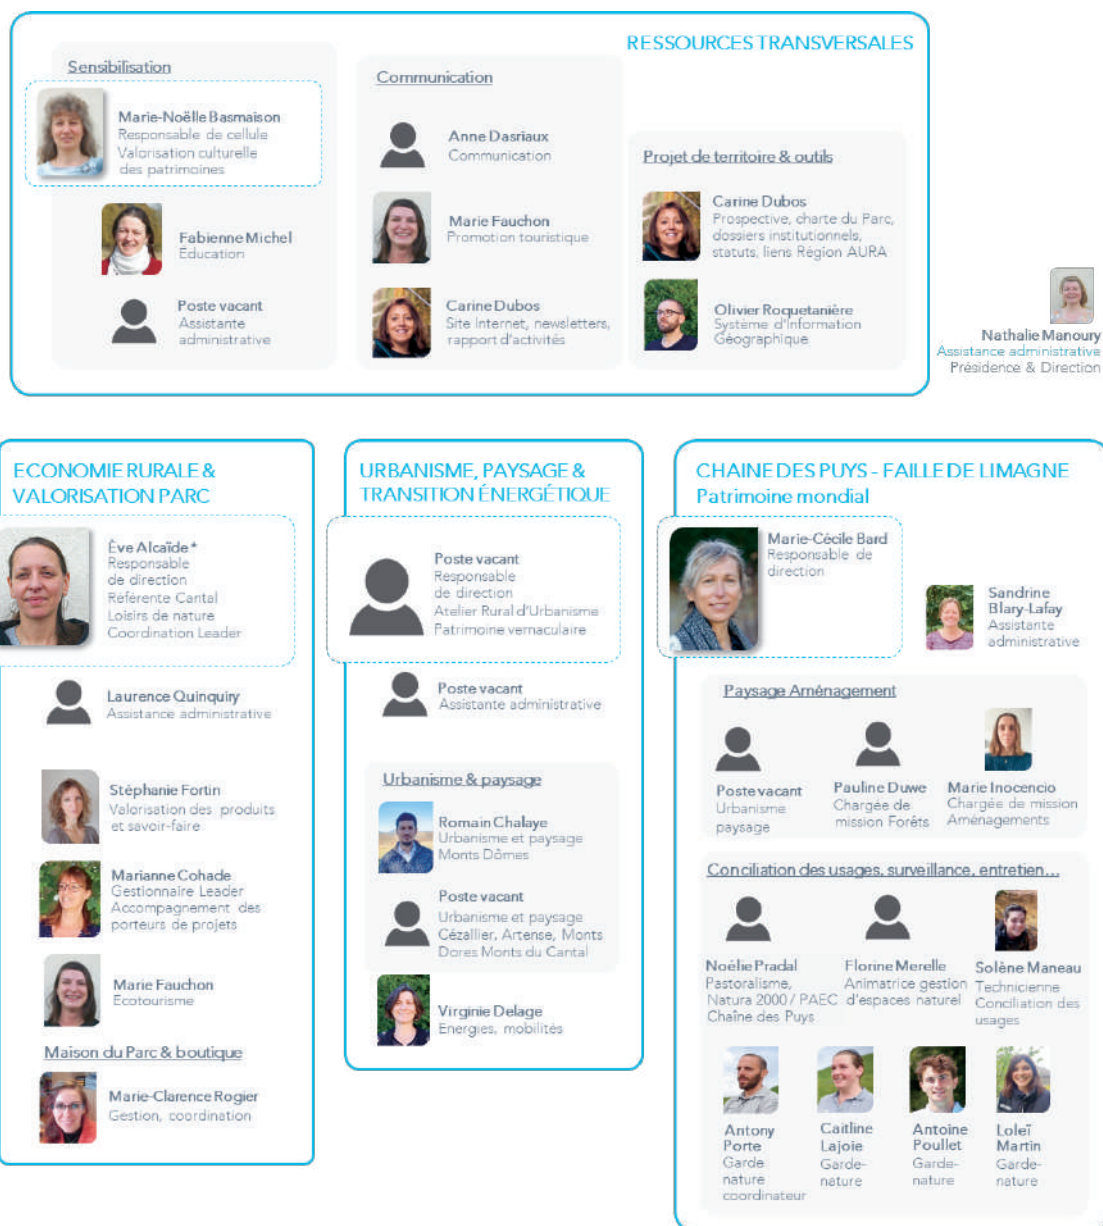 RESSOURCES TRANSVERSALES
Sensibilisation
Marie-Noëlle Basmaison
Responsable de cellule
Valorisation culturelle
des patrimoines
Fabienne Michel
Éducation
Poste vacant
Assistante
administrative
Communication
Anne Dasriaux
Communication
Marie Fauchon
Promotion touristique
Carine Dubos
Site Internet, newsletters,
rapport d'activités
Projet de territoire & outils
Carine Dubos
Prospective, charte du Parc,
dossiers institutionnels,
statuts, liens Région AURA
Olivier Roquetanière
Système d'Information
Géographique
Nathalie Manoury
Assistance administrative
Présidence & Direction
ECONOMIE RURALE &
VALORISATION PARC
Ève Alcaïde*
Responsable
de direction
Référente Cantal
Loisirs de nature
Coordination Leader
Laurence Quinquiry
Assistance administrative
Stéphanie Fortin
Valorisation des produits
et savoir-faire
Marianne Cohade
Gestionnaire Leader
Accompagnement des
porteurs de projets
Marie Fauchon
Ecotourisme
Maison du Parc & boutique
Marie-Clarence Rogier
Gestion, coordination
URBANISME, PAYSAGE &
TRANSITION ÉNERGÉTIQUE
Poste vacant
Responsable
de direction
Atelier Rural d'Urbanisme
Patrimoine vernaculaire
Poste vacant
Assistante administrative
Urbanisme & paysage
Romain Chalaye
Urbanisme et paysage
Monts Dômes
Poste vacant
Urbanisme et paysage
Cézallier, Artense, Monts
Dores Monts du Cantal
Virginie Delage
Energies, mobilités
CHAINE DES PUYS - FAILLE DE LIMAGNE
Patrimoine mondial
Marie-Cécile Bard
Responsable de
direction
Sandrine
Blary-Lafay
Assistante
administrative
Paysage Aménagement
Poste vacant
Urbanisme
paysage
Pauline Duwe
Chargée de
mission Forêts
Marie Inocencio
Chargée de mission
Aménagements
Conciliation des usages, surveillance, entretien...
Noëlie Pradal
Pastoralisme,
Natura 2000 / PAEC
Chaîne des Puys
Florine Merelle
Animatrice gestion
d'espaces naturel
Solène Maneau
Technicienne
Conciliation des
usages
Antony
Porte
Garde
nature
coordinateur
Caitline
Lajoie
Garde-
nature
Antoine
Poullet
Garde-
nature
Loleï
Martin
Garde-
nature